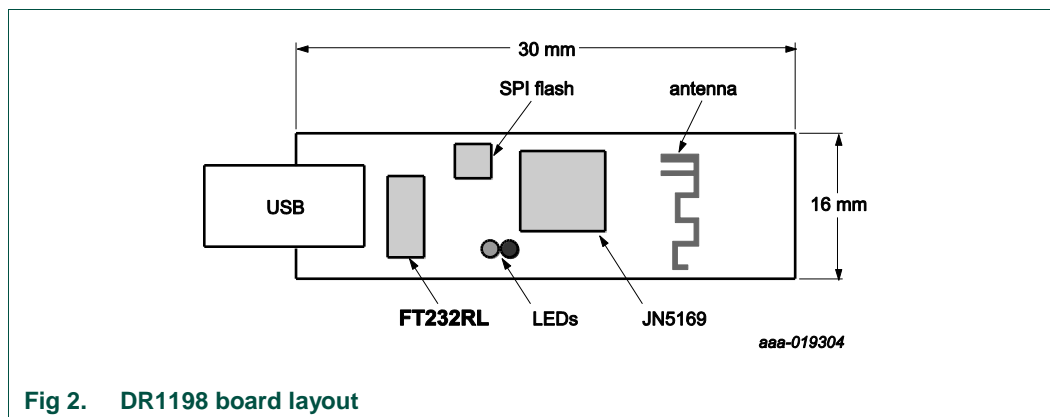 30 mm
SPI flash
antenna
USB
16 mm
FT232RL
LEDs
JN5169
aaa-019304
Fig 2. DR1198 board layout